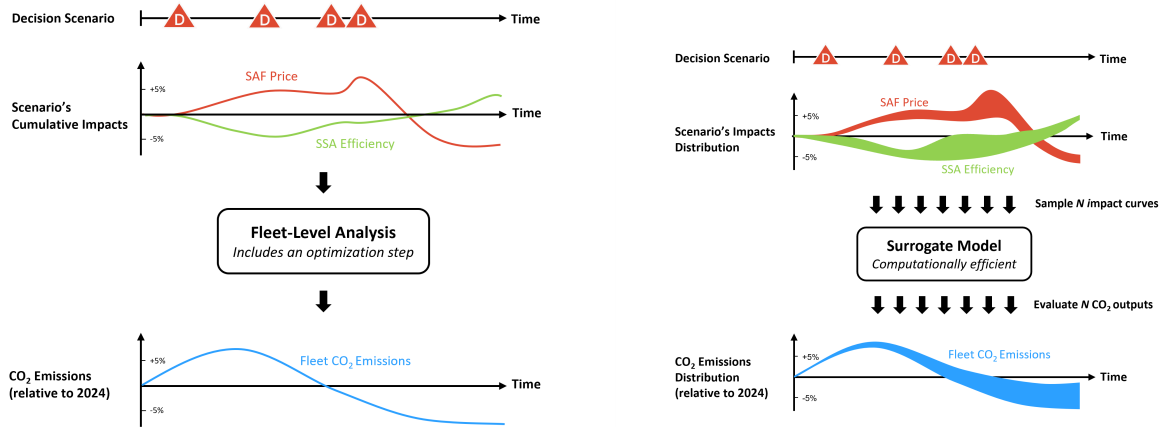 Decision Scenario
D
D
D
D
Time
SAF Price
+5%
Scenario's
Cumulative Impacts
Time
-5%
SSA Efficiency
Fleet-Level Analysis
Includes an optimization step
+5%
Fleet CO2 Emissions
CO2 Emissions
(relative to 2024)
Time
-5%
Decision Scenario
D
D
D
D
Time
SAF Price
+5%
Scenario's Impacts
Distribution
Time
-5%
SSA Efficiency
Sample N impact curves
Surrogate Model
Computationally efficient
Evaluate N CO2 outputs
+5%
Fleet CO2 Emissions
CO2 Emissions
Distribution
(relative to 2024)
Time
-5%